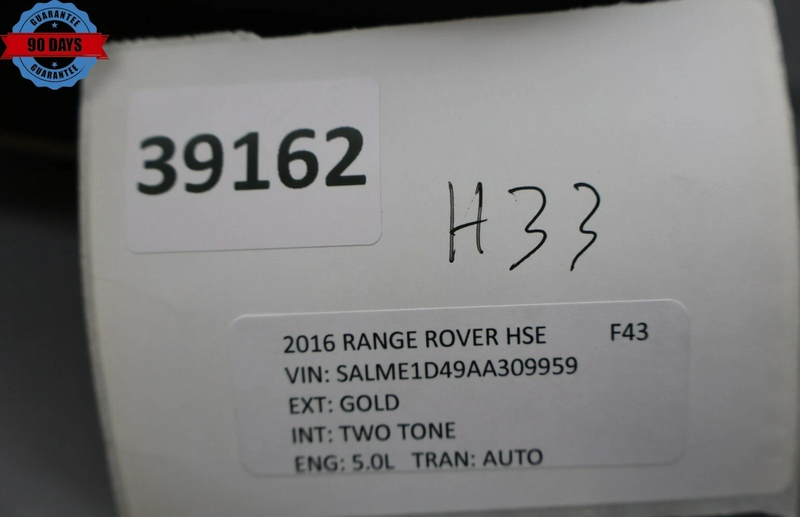 GUARANTEE
90 DAYS
GUARANTEE
39162
H33
2016 RANGE ROVER HSE F43
VIN: SALME1D49AA309959
EXT: GOLD
INT: TWO TONE
ENG: 5.0L TRAN: AUTO